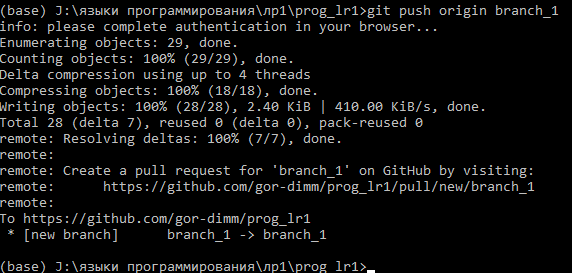 (base) J:\языки программирования\лр1\prog_lr1>git push origin branch_1
info: please complete authentication in your browser...
Enumerating objects: 29, done.
Counting objects: 100% (29/29), done.
Delta compression using up to 4 threads
Compressing objects: 100% (18/18), done.
Writing objects: 100% (28/28), 2.40 KiB | 410.00 KiB/s, done.
Total 28 (delta 7), reused 0 (delta 0), pack-reused 0
remote: Resolving deltas: 100% (7/7), done.
remote:
remote: Create a pull request for 'branch_1' on GitHub by visiting:
remote:      https://github.com/gor-dimm/prog_lr1/pull/new/branch_1
remote:
To https://github.com/gor-dimm/prog_lr1
 * [new branch]      branch_1 -> branch_1
(base) J:\языки программирования\лр1\prog_lr1>